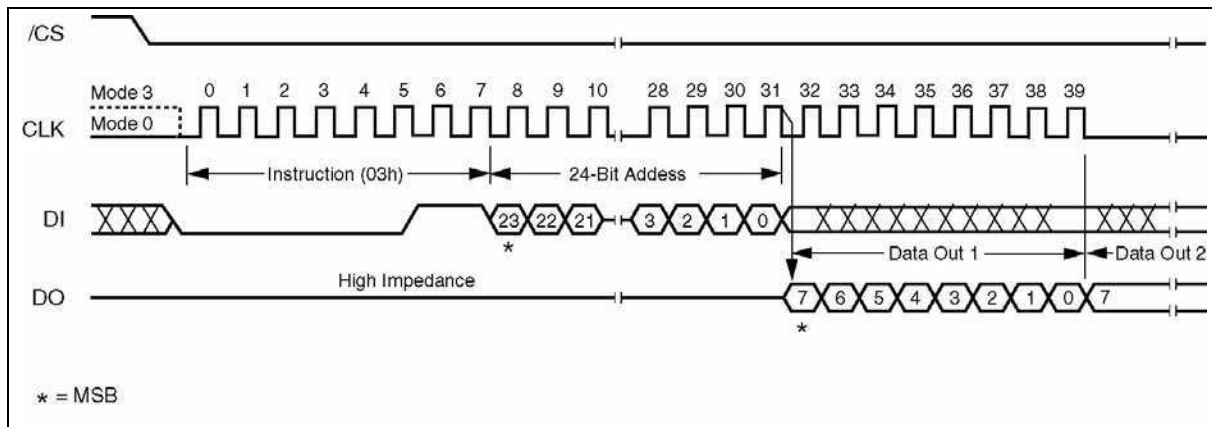 /CS
Mode 3
0 1 2 3 4 5 6 7 8 9 10 28 29 30 31 32 33 34 35 36 37 38 39
CLK
Mode 0
Instruction (03h)
24-Bit Addess
DI
23 22 21 3 2 1 0
*
Data Out 1
Data Out 2
High Impedance
DO
7 6 5 4 3 2 1 0 7
*
* = MSB